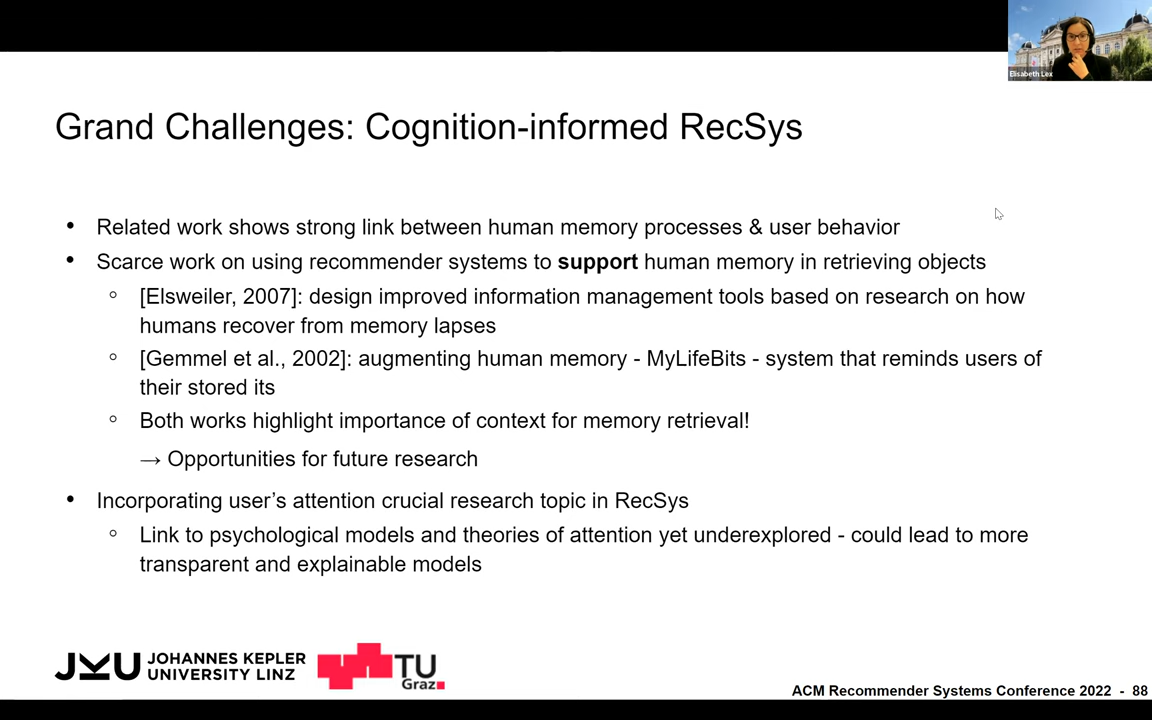 Elisabeth Lex
Grand Challenges: Cognition-informed RecSys
• Related work shows strong link between human memory processes & user behavior
• Scarce work on using recommender systems to support human memory in retrieving objects
○ [Elsweiler, 2007]: design improved information management tools based on research on how
humans recover from memory lapses
○ [Gemmel et al., 2002]: augmenting human memory - MyLifeBits - system that reminds users of
their stored its
○ Both works highlight importance of context for memory retrieval!
→ Opportunities for future research
• Incorporating user’s attention crucial research topic in RecSys
○ Link to psychological models and theories of attention yet underexplored - could lead to more
transparent and explainable models
JKU JOHANNES KEPLER
UNIVERSITY LINZ
TU
Graz
ACM Recommender Systems Conference 2022 - 88